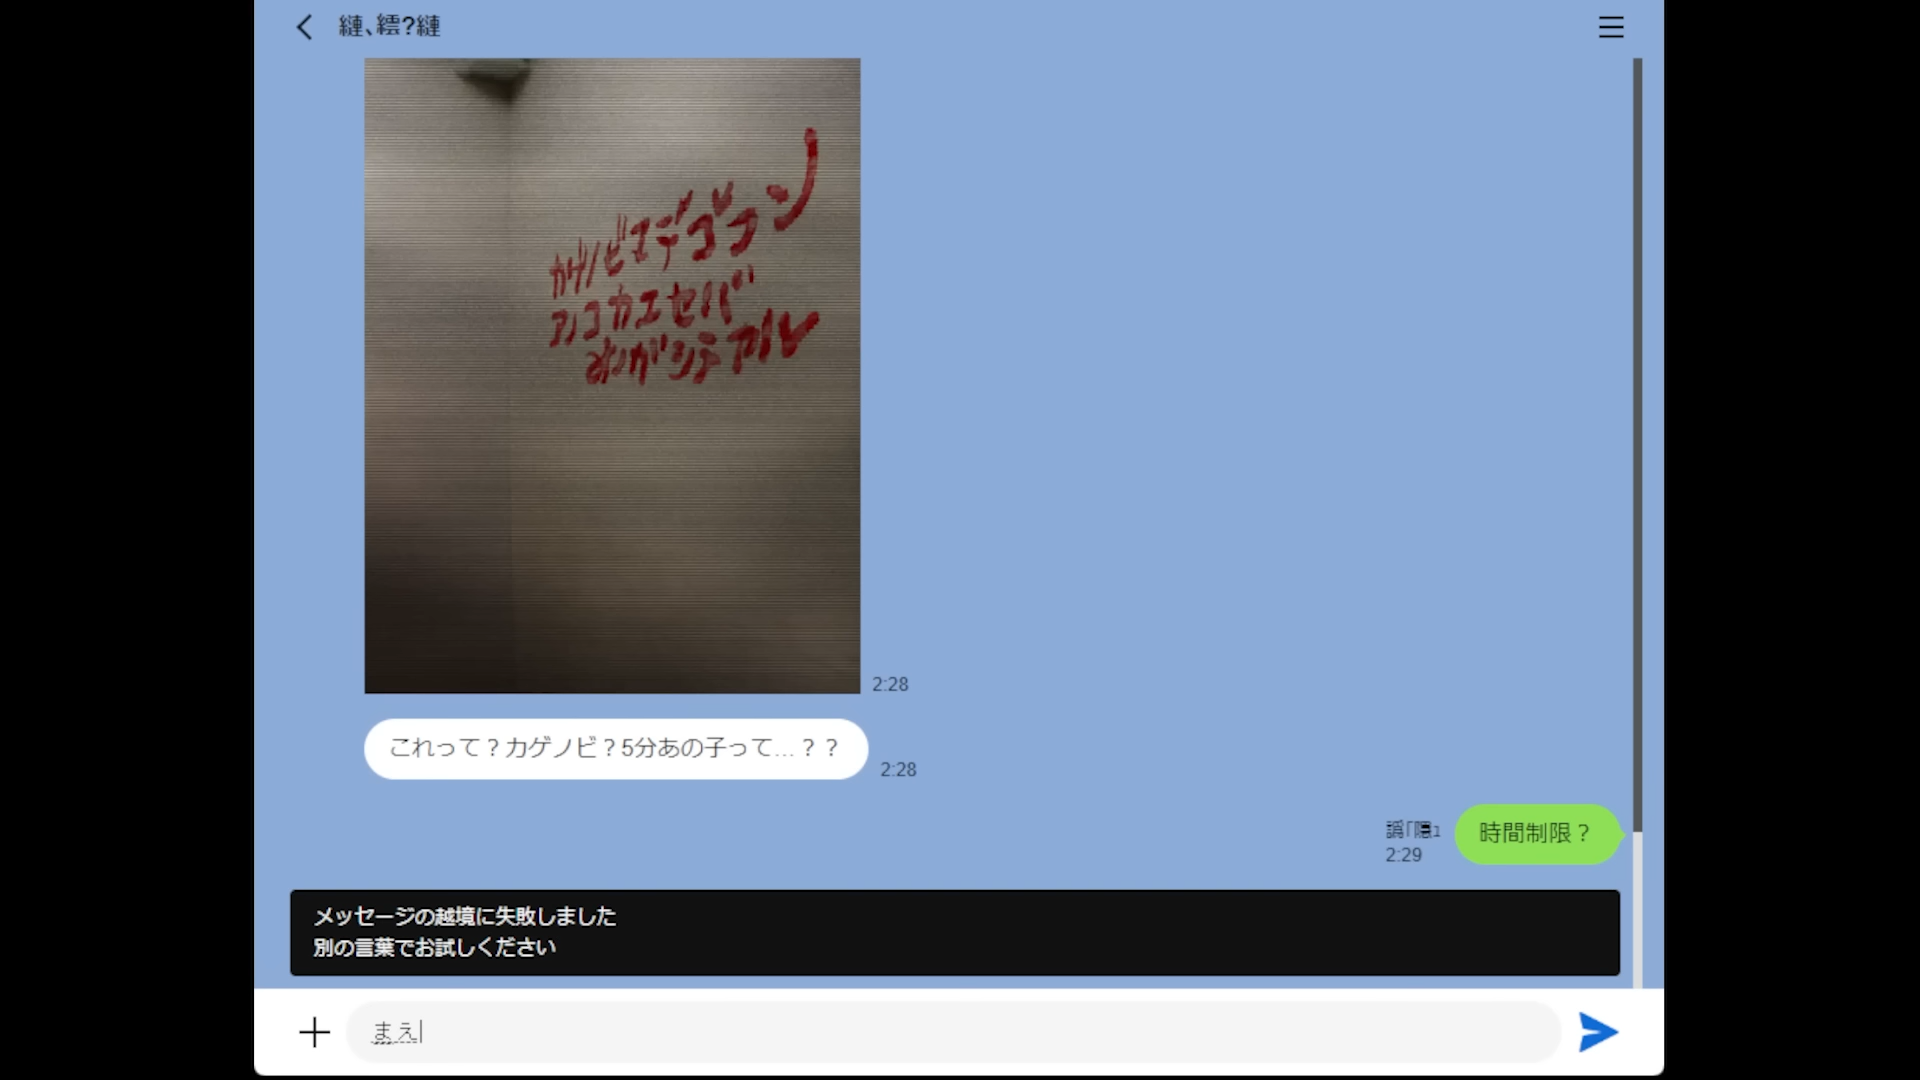 縺、繧?縺
カゲノビマデゴフン
アノコカエセバ
みのがシテアル
2:28
これって？カゲノビ？5分あの子って…？？
2:28
時間制限？
2:29
メッセージの越境に失敗しました
別の言葉でお試しください
まえ